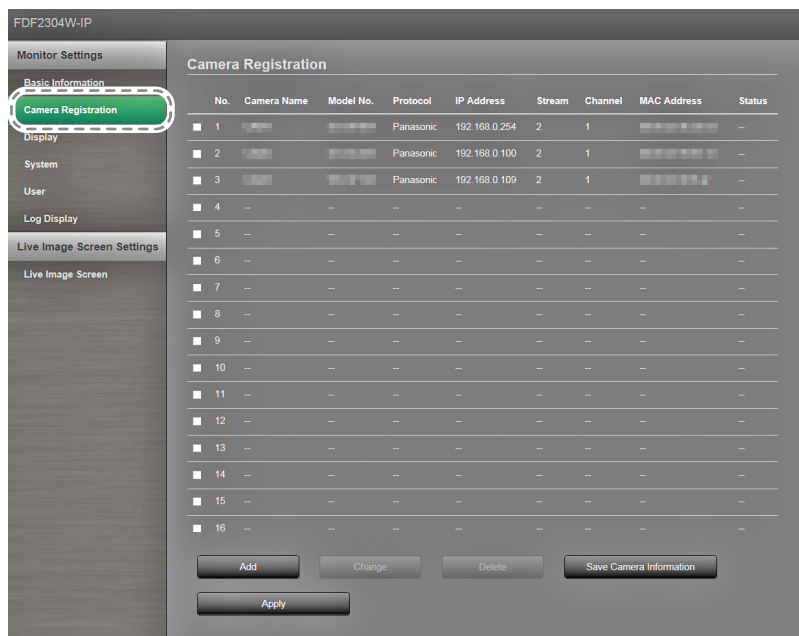 FDF2304W-IP
Monitor Settings
Basic Information
Camera Registration
Display
System
User
Log Display
Live Image Screen Settings
Live Image Screen
Camera Registration
No. Camera Name Model No. Protocol IP Address Stream Channel MAC Address Status
1 Panasonic 192.168.0.254 2 1 --
2 Panasonic 192.168.0.100 2 1 --
3 Panasonic 192.168.0.109 2 1 --
4 -- -- -- -- -- -- -- --
5 -- -- -- -- -- -- -- --
6 -- -- -- -- -- -- -- --
7 -- -- -- -- -- -- -- --
8 -- -- -- -- -- -- -- --
9 -- -- -- -- -- -- -- --
10 -- -- -- -- -- -- -- --
11 -- -- -- -- -- -- -- --
12 -- -- -- -- -- -- -- --
13 -- -- -- -- -- -- -- --
14 -- -- -- -- -- -- -- --
15 -- -- -- -- -- -- -- --
16 -- -- -- -- -- -- -- --
Add Change Delete Save Camera Information
Apply